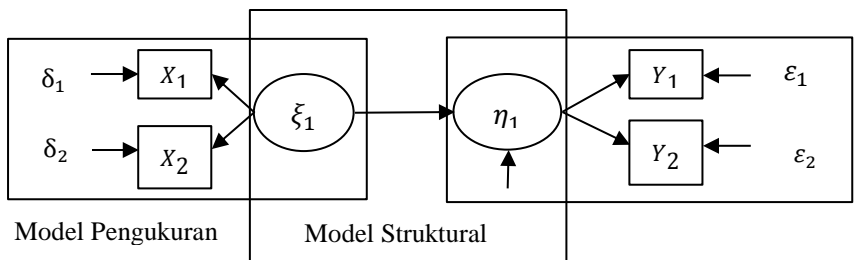 δ₁ X₁ ξ₁ η₁ Y₁ ε₁
δ₂ X₂ Y₂ ε₂
Model Pengukuran Model Struktural